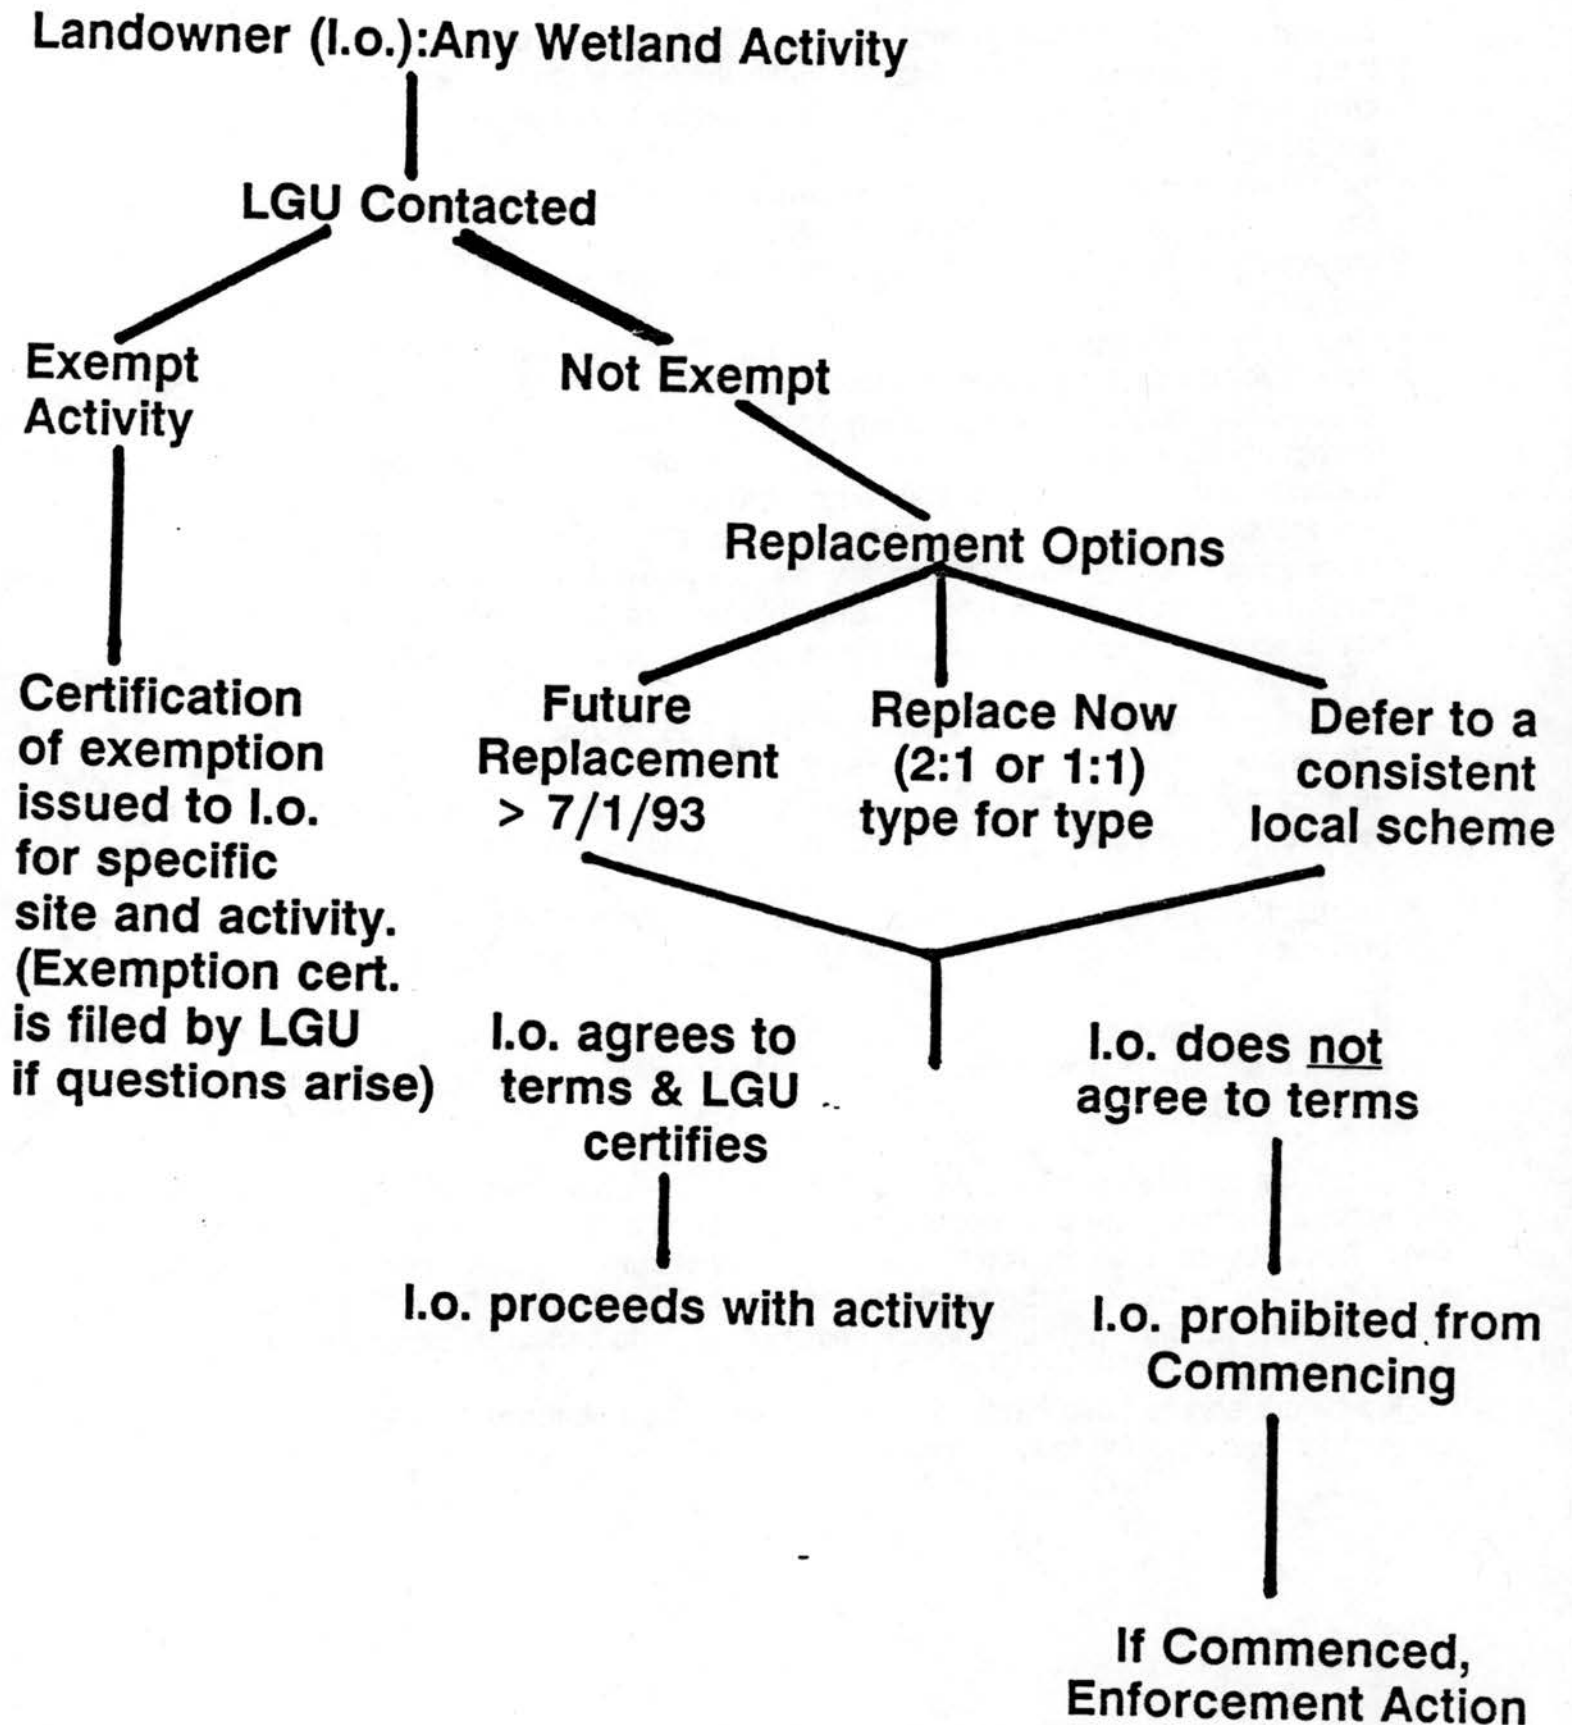 Landowner (l.o.):Any Wetland Activity
LGU Contacted
Exempt
Activity
Not Exempt
Replacement Options
Certification
of exemption
issued to l.o.
for specific
site and activity.
(Exemption cert.
is filed by LGU
if questions arise)
Future
Replacement
> 7/1/93
Replace Now
(2:1 or 1:1)
type for type
Defer to a
consistent
local scheme
l.o. agrees to
terms & LGU
certifies
l.o. does not
agree to terms
l.o. proceeds with activity
l.o. prohibited from
Commencing
If Commenced,
Enforcement Action